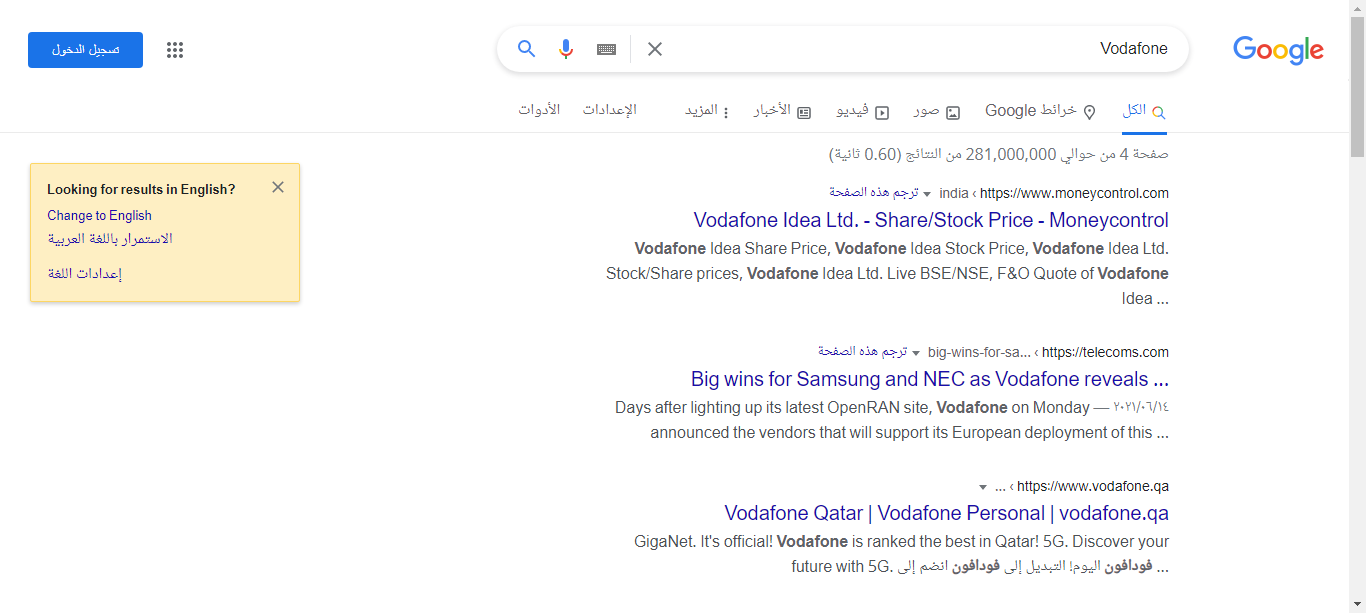 Google
Vodafone
تسجيل الدخول
الكل
خرائط Google
صور
فيديو
الأخبار
المزيد
الإعدادات
الأدوات
صفحة 4 من حوالي 281,000,000 من النتائج (0.60 ثانية)
Looking for results in English?
Change to English
الاستمرار باللغة العربية
إعدادات اللغة
https://www.moneycontrol.com › india ترجم هذه الصفحة
Vodafone Idea Ltd. - Share/Stock Price - Moneycontrol
Vodafone Idea Share Price, Vodafone Idea Stock Price, Vodafone Idea Ltd.
Stock/Share prices, Vodafone Idea Ltd. Live BSE/NSE, F&O Quote of Vodafone
Idea ...
https://telecoms.com › big-wins-for-sa... ترجم هذه الصفحة
Big wins for Samsung and NEC as Vodafone reveals ...
٢٠٢١/٠٦/١٤ — Days after lighting up its latest OpenRAN site, Vodafone on Monday
announced the vendors that will support its European deployment of this ...
https://www.vodafone.qa › ...
Vodafone Qatar | Vodafone Personal | vodafone.qa
GigaNet. It's official! Vodafone is ranked the best in Qatar! 5G. Discover your
future with 5G. انضم إلى فودافون اليوم! التبديل إلى فودافون ...